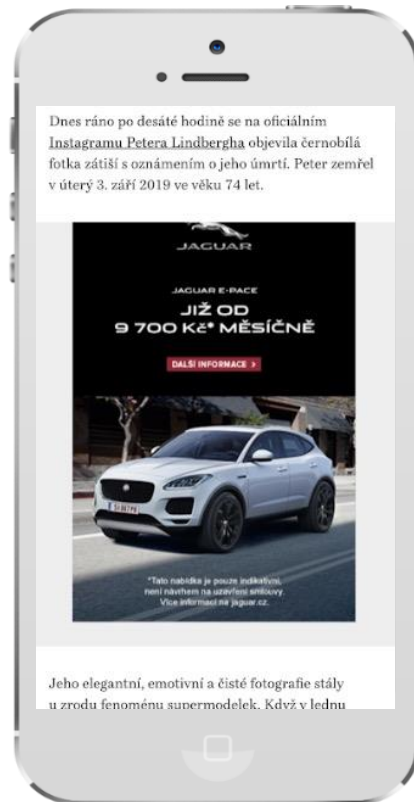 Dnes ráno po desáté hodině se na oficiálním
Instagramu Petera Lindbergha objevila černobílá
fotka zátiší s oznámením o jeho úmrtí. Peter zemřel
v úterý 3. září 2019 ve věku 74 let.
JAGUAR
JAGUAR E-PACE
JIŽ OD
9 700 Kč* MĚSÍČNĚ
DALŠÍ INFORMACE >
*Tato nabídka je pouze indikativní,
není návrhem na uzavření smlouvy.
Více informací na jaguar.cz.
Jeho elegantní, emotivní a čisté fotografie stály
u zrodu fenoménu supermodelek. Když v lednu